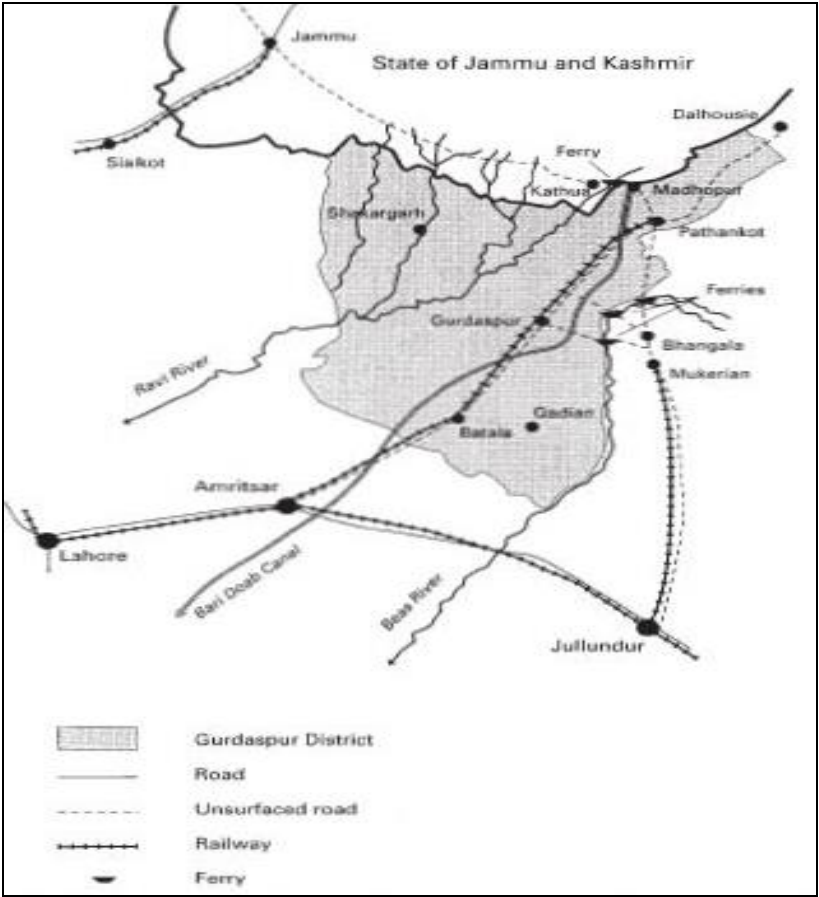 Jammu
State of Jammu and Kashmir
Dalhousie
Sialkot
Ferry
Kathua
Madhopur
Shakargarh
Pathankot
Ferries
Gurdaspur
Bhangala
Ravi River
Mukerian
Gadian
Batala
Amritsar
Lahore
Bari Doab Canal
Beas River
Jullundur
Gurdaspur District
Road
Unsurfaced road
Railway
Ferry